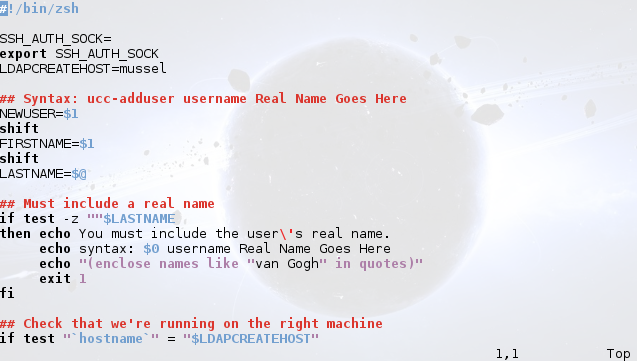 #!/bin/zsh
SSH_AUTH_SOCK=
export SSH_AUTH_SOCK
LDAPCREATEHOST=mussel
## Syntax: ucc-adduser username Real Name Goes Here
NEWUSER=$1
shift
FIRSTNAME=$1
shift
LASTNAME=$@
## Must include a real name
if test -z ""$LASTNAME
then echo You must include the user\'s real name.
     echo syntax: $0 username Real Name Goes Here
     echo "(enclose names like "van Gogh" in quotes)"
     exit 1
fi
## Check that we're running on the right machine
if test "`hostname`" = "$LDAPCREATEHOST"
1,1 Top